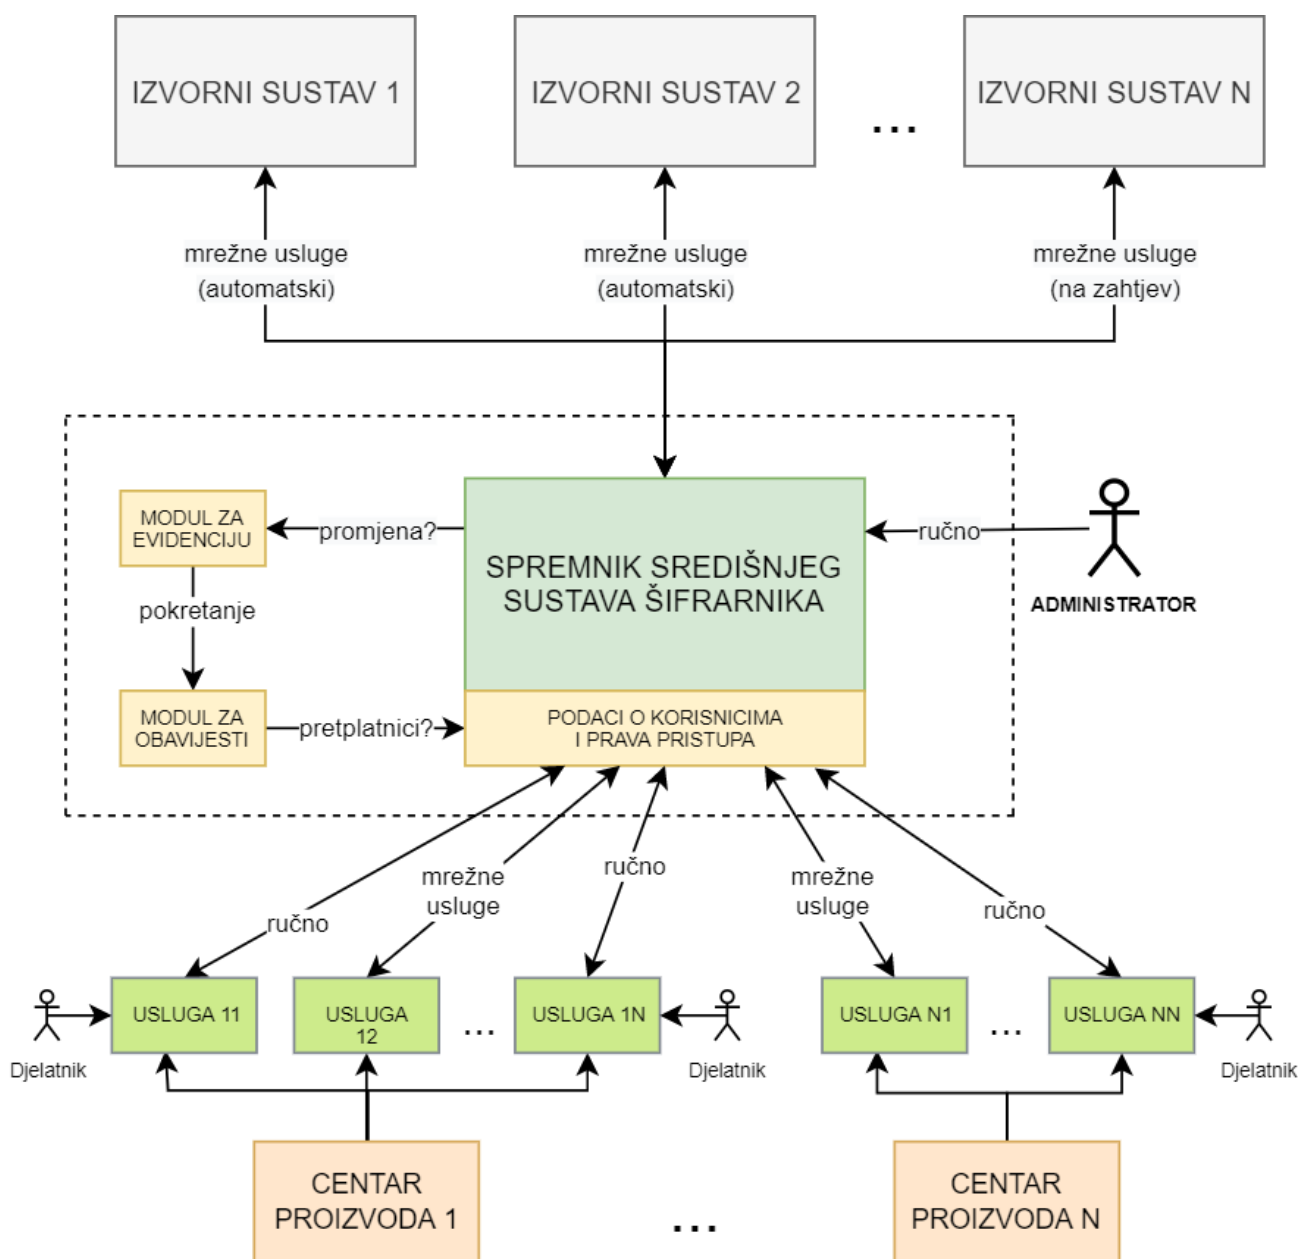 IZVORNI SUSTAV 1
IZVORNI SUSTAV 2
...
IZVORNI SUSTAV N
mrežne usluge
(automatski)
mrežne usluge
(automatski)
mrežne usluge
(na zahtjev)
MODUL ZA
EVIDENCIJU
promjena?
SPREMNIK SREDIŠNJEG
SUSTAVA ŠIFRARNIKA
ručno
ADMINISTRATOR
pokretanje
MODUL ZA
OBAVIJESTI
pretplatnici?
PODACI O KORISNICIMA
I PRAVA PRISTUPA
ručno
mrežne
usluge
ručno
mrežne
usluge
ručno
Djelatnik
USLUGA 11
USLUGA
12
...
USLUGA 1N
Djelatnik
USLUGA N1
...
USLUGA NN
Djelatnik
CENTAR
PROIZVODA 1
...
CENTAR
PROIZVODA N